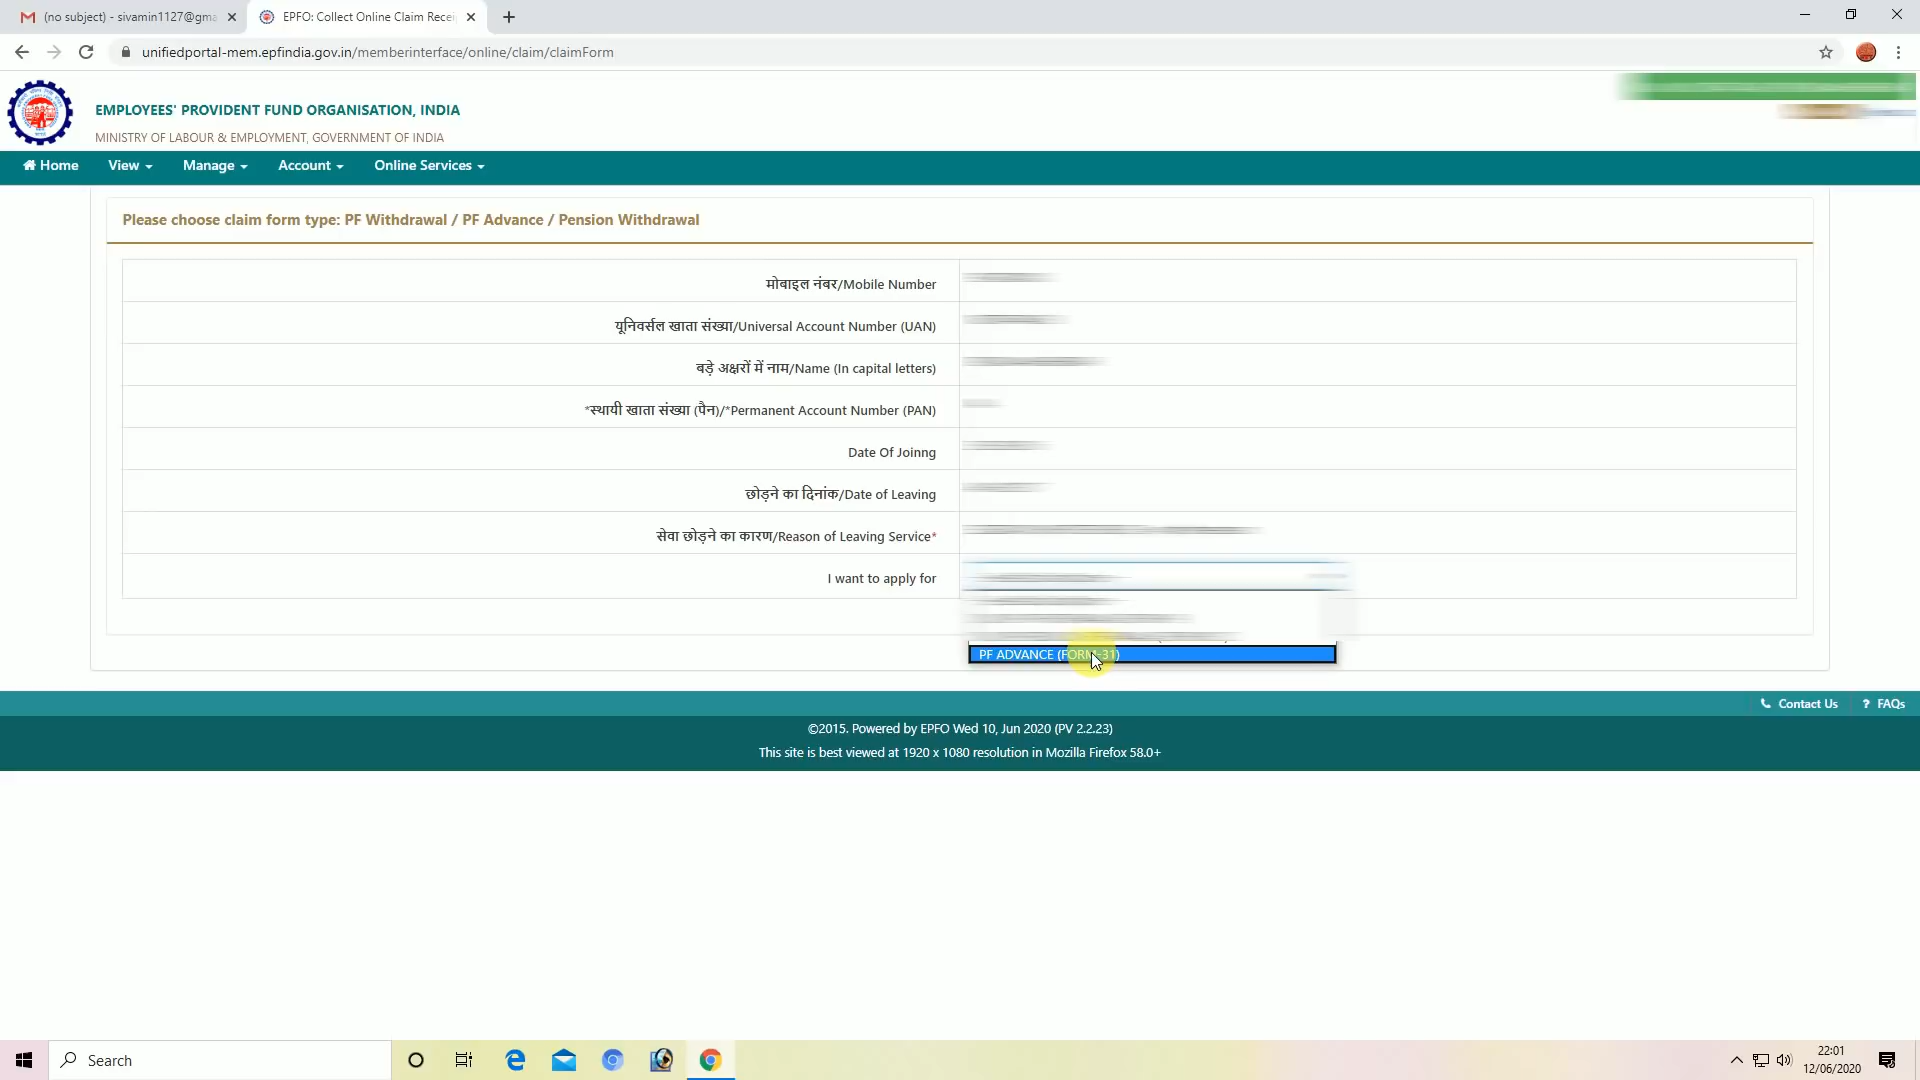 (no subject) - sivamin1127@gma
EPFO: Collect Online Claim Recei
unifiedportal-mem.epfindia.gov.in/memberinterface/online/claim/claimForm
EMPLOYEES' PROVIDENT FUND ORGANISATION, INDIA
MINISTRY OF LABOUR & EMPLOYMENT, GOVERNMENT OF INDIA
Home View Manage Account Online Services
Please choose claim form type: PF Withdrawal / PF Advance / Pension Withdrawal
मोबाइल नंबर/Mobile Number
यूनिवर्सल खाता संख्या/Universal Account Number (UAN)
बड़े अक्षरों में नाम/Name (In capital letters)
*स्थायी खाता संख्या (पैन)/*Permanent Account Number (PAN)
Date Of Joinng
छोड़ने का दिनांक/Date of Leaving
सेवा छोड़ने का कारण/Reason of Leaving Service*
I want to apply for
PF ADVANCE (FORM-31)
Contact Us ? FAQs
©2015. Powered by EPFO Wed 10, Jun 2020 (PV 2.2.23)
This site is best viewed at 1920 x 1080 resolution in Mozilla Firefox 58.0+
Search
22:01
12/06/2020